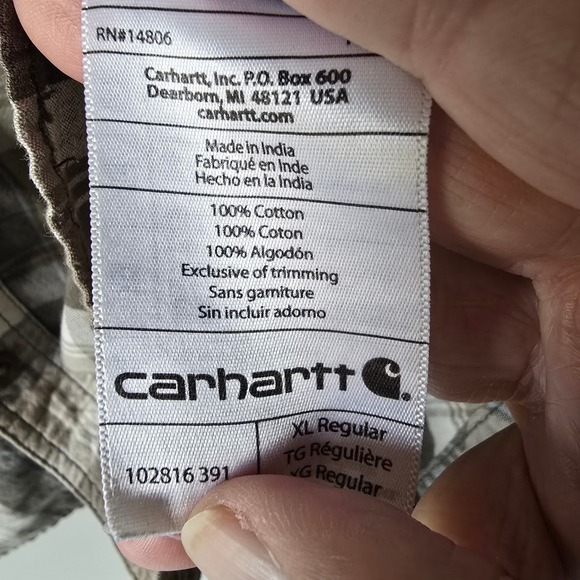 RN#14806
Carhartt, Inc. P.O. Box 600
Dearborn, MI 48121 USA
carhartt.com
Made in India
Fabriqué en Inde
Hecho en la India
100% Cotton
100% Coton
100% Algodón
Exclusive of trimming
Sans garniture
Sin incluir adorno
carhartt
102816 391
XL Regular
TG Régulière
Regular